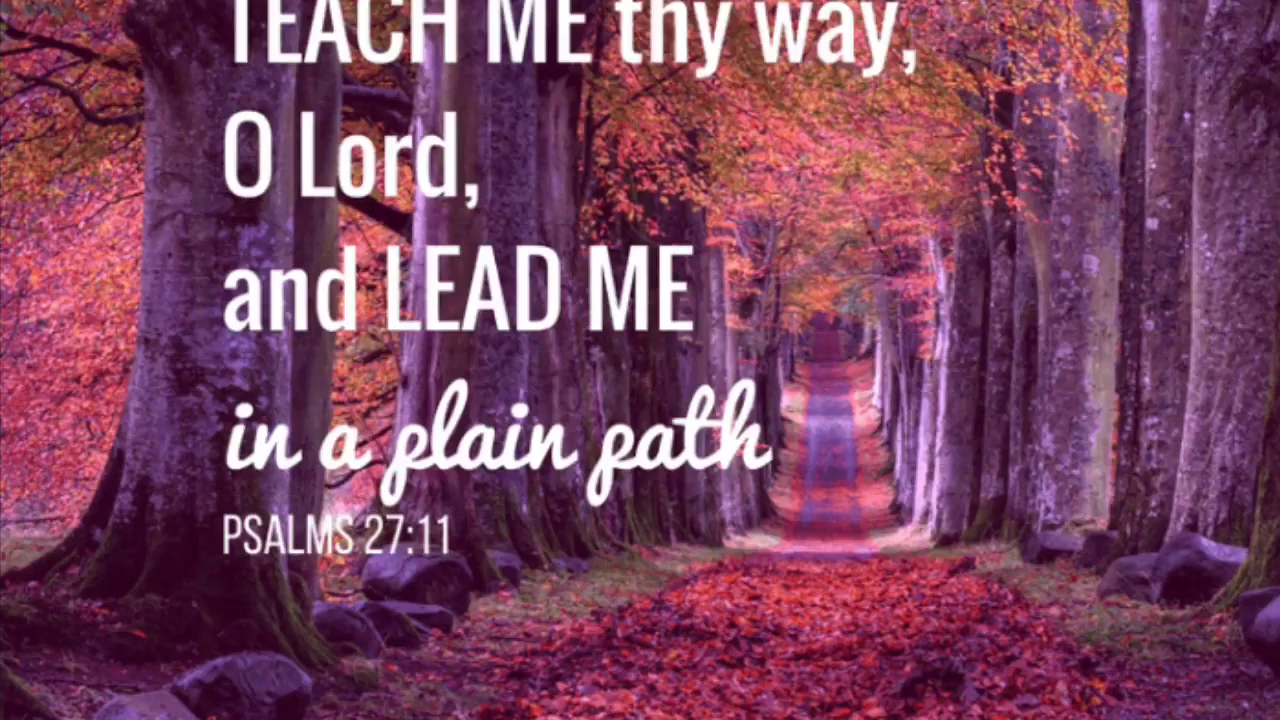 TEACH ME thy way,
O Lord,
and LEAD ME
in a plain path
PSALMS 27:11